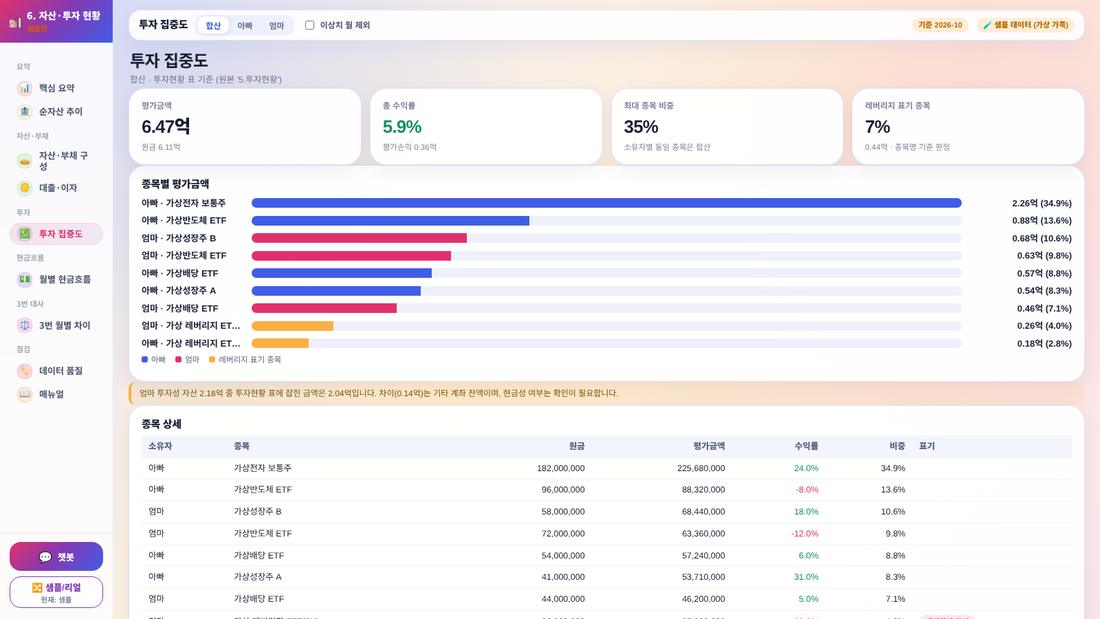 6. 자산·투자 현황
샘플판
요약
핵심 요약
순자산 추이
자산·부채
자산·부채 구
성
대출·이자
투자
투자 집중도
현금흐름
월별 현금흐름
3번 대사
3번 월별 차이
점검
데이터 품질
매뉴얼
챗봇
샘플/리얼
현재: 샘플
투자 집중도 합산 아빠 엄마 이상치 월 제외 기준 2026-10 샘플 데이터 (가상 가족)
투자 집중도
합산 · 투자현황 표 기준 (원본 '5.투자현황')
평가금액
6.47억
원금 6.11억
총 수익률
5.9%
평가손익 0.36억
최대 종목 비중
35%
소유자별 동일 종목은 합산
레버리지 표기 종목
7%
0.44억 · 종목명 기준 판정
종목별 평가금액
아빠 · 가상전자 보통주 2.26억 (34.9%)
아빠 · 가상반도체 ETF 0.88억 (13.6%)
엄마 · 가상성장주 B 0.68억 (10.6%)
엄마 · 가상반도체 ETF 0.63억 (9.8%)
아빠 · 가상배당 ETF 0.57억 (8.8%)
아빠 · 가상성장주 A 0.54억 (8.3%)
엄마 · 가상배당 ETF 0.46억 (7.1%)
엄마 · 가상 레버리지 ET... 0.26억 (4.0%)
아빠 · 가상 레버리지 ET... 0.18억 (2.8%)
아빠 엄마 레버리지 표기 종목
엄마 투자성 자산 2.18억 중 투자현황 표에 잡힌 금액은 2.04억입니다. 차이(0.14억)는 기타 계좌 잔액이며, 현금성 여부는 확인이 필요합니다.
종목 상세
소유자 종목 원금 평가금액 수익률 비중 표기
아빠 가상전자 보통주 182,000,000 225,680,000 24.0% 34.9%
아빠 가상반도체 ETF 96,000,000 88,320,000 -8.0% 13.6%
엄마 가상성장주 B 58,000,000 68,440,000 18.0% 10.6%
엄마 가상반도체 ETF 72,000,000 63,360,000 -12.0% 9.8%
아빠 가상배당 ETF 54,000,000 57,240,000 6.0% 8.8%
아빠 가상성장주 A 41,000,000 53,710,000 31.0% 8.3%
엄마 가상배당 ETF 44,000,000 46,200,000 5.0% 7.1%